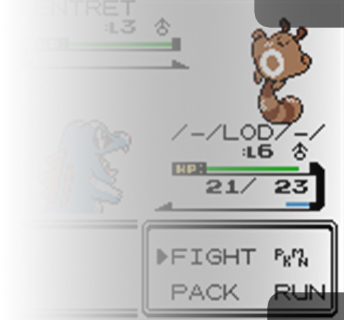 ENTRET
:L3 ♂
/-/LOD/-/
:L6 ♂
HP:
21/ 23
▶FIGHT PKMN
PACK RUN